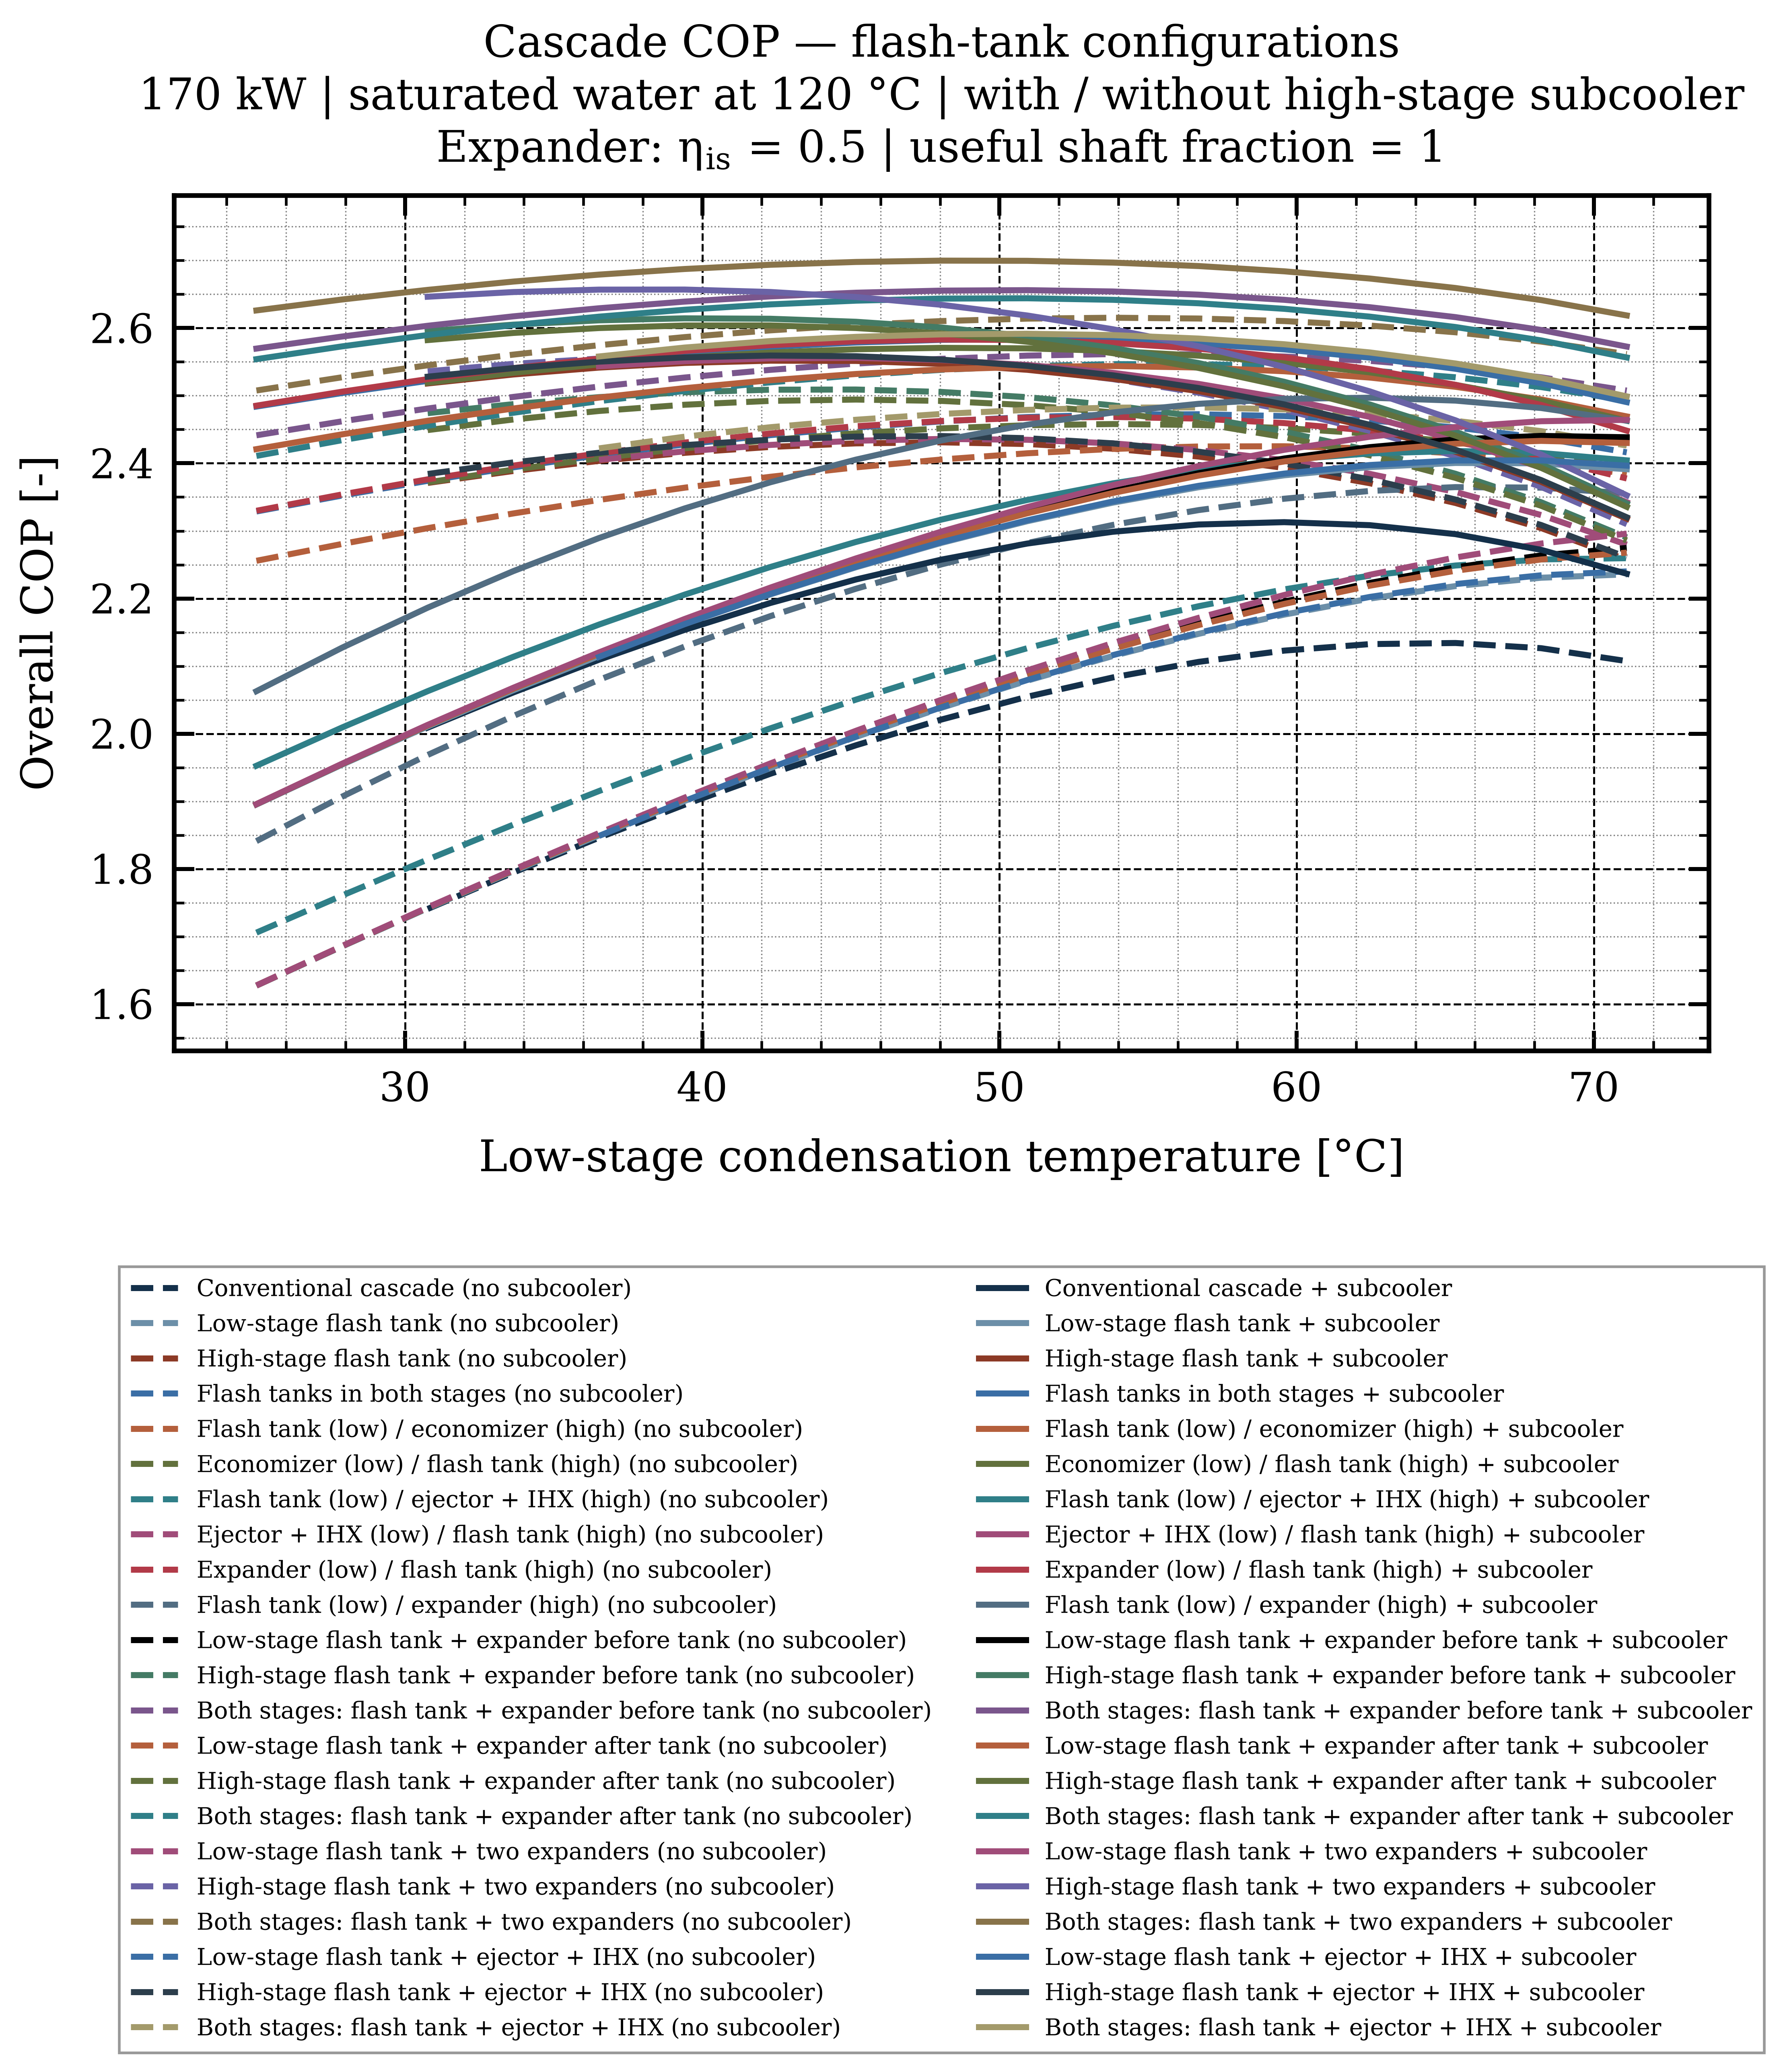 Cascade COP — flash-tank configurations
170 kW | saturated water at 120 °C | with / without high-stage subcooler
Expander: ηis = 0.5 | useful shaft fraction = 1
Overall COP [-]
2.6
2.4
2.2
2.0
1.8
1.6
30 40 50 60 70
Low-stage condensation temperature [°C]
Conventional cascade (no subcooler)
Low-stage flash tank (no subcooler)
High-stage flash tank (no subcooler)
Flash tanks in both stages (no subcooler)
Flash tank (low) / economizer (high) (no subcooler)
Economizer (low) / flash tank (high) (no subcooler)
Flash tank (low) / ejector + IHX (high) (no subcooler)
Ejector + IHX (low) / flash tank (high) (no subcooler)
Expander (low) / flash tank (high) (no subcooler)
Flash tank (low) / expander (high) (no subcooler)
Low-stage flash tank + expander before tank (no subcooler)
High-stage flash tank + expander before tank (no subcooler)
Both stages: flash tank + expander before tank (no subcooler)
Low-stage flash tank + expander after tank (no subcooler)
High-stage flash tank + expander after tank (no subcooler)
Both stages: flash tank + expander after tank (no subcooler)
Low-stage flash tank + two expanders (no subcooler)
High-stage flash tank + two expanders (no subcooler)
Both stages: flash tank + two expanders (no subcooler)
Low-stage flash tank + ejector + IHX (no subcooler)
High-stage flash tank + ejector + IHX (no subcooler)
Both stages: flash tank + ejector + IHX (no subcooler)
Conventional cascade + subcooler
Low-stage flash tank + subcooler
High-stage flash tank + subcooler
Flash tanks in both stages + subcooler
Flash tank (low) / economizer (high) + subcooler
Economizer (low) / flash tank (high) + subcooler
Flash tank (low) / ejector + IHX (high) + subcooler
Ejector + IHX (low) / flash tank (high) + subcooler
Expander (low) / flash tank (high) + subcooler
Flash tank (low) / expander (high) + subcooler
Low-stage flash tank + expander before tank + subcooler
High-stage flash tank + expander before tank + subcooler
Both stages: flash tank + expander before tank + subcooler
Low-stage flash tank + expander after tank + subcooler
High-stage flash tank + expander after tank + subcooler
Both stages: flash tank + expander after tank + subcooler
Low-stage flash tank + two expanders + subcooler
High-stage flash tank + two expanders + subcooler
Both stages: flash tank + two expanders + subcooler
Low-stage flash tank + ejector + IHX + subcooler
High-stage flash tank + ejector + IHX + subcooler
Both stages: flash tank + ejector + IHX + subcooler